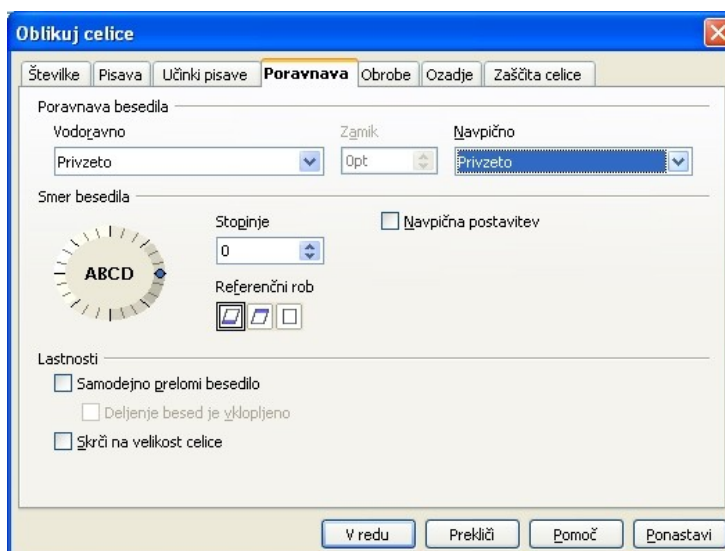 Oblikuj celice
Številke Pisava Učinki pisave Poravnava Obrobe Ozadje Zaščita celice
Poravnava besedila
Vodoravno Zamik Navpično
Privzeto 0pt Privzeto
Smer besedila
Stopinje Navpična postavitev
0
ABCD
Referenčni rob
Lastnosti
Samodejno prelomi besedilo
Deljenje besed je vklopljeno
Skrči na velikost celice
V redu Prekliči Pomoč Ponastavi